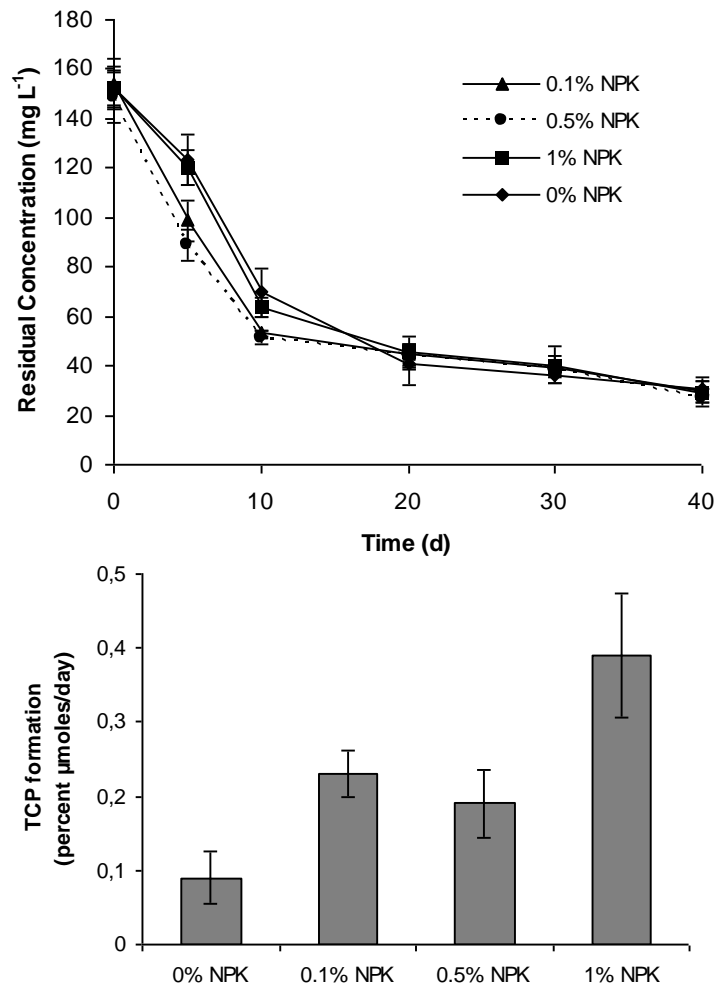 180
160
140
120
100
80
60
40
20
0
Residual Concentration (mg L⁻¹)
0.1% NPK
0.5% NPK
1% NPK
0% NPK
0 10 20 30 40
Time (d)
0,5
0,4
0,3
0,2
0,1
0
TCP formation
(percent µmoles/day)
0% NPK 0.1% NPK 0.5% NPK 1% NPK